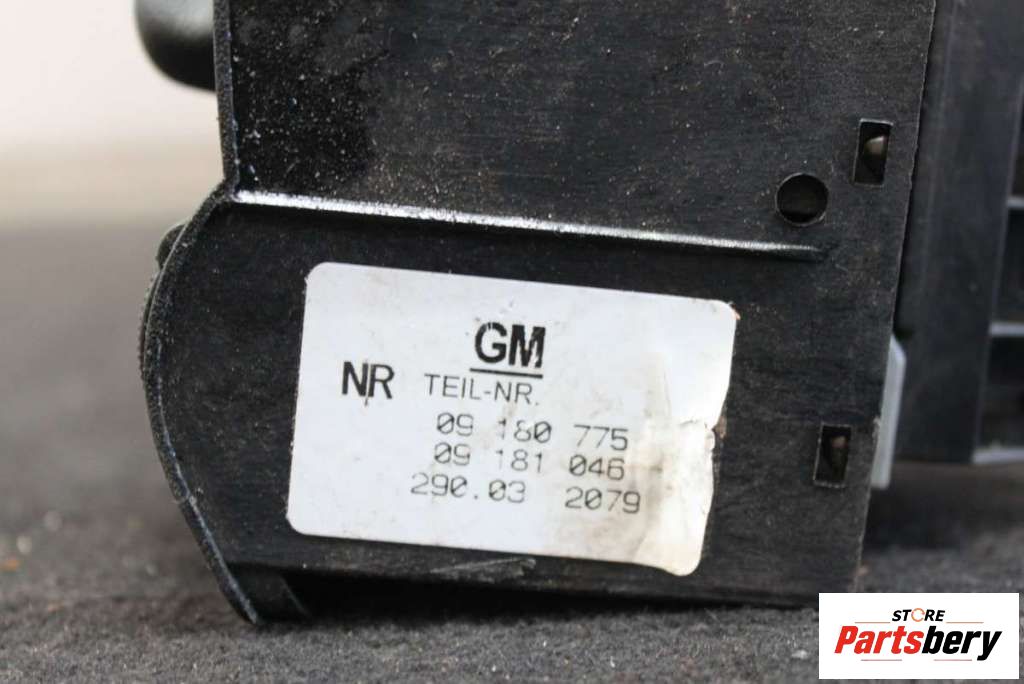 GM
NR TEIL-NR.
09 180 775
09 181 046
290.03 2079
STORE
Partsbery